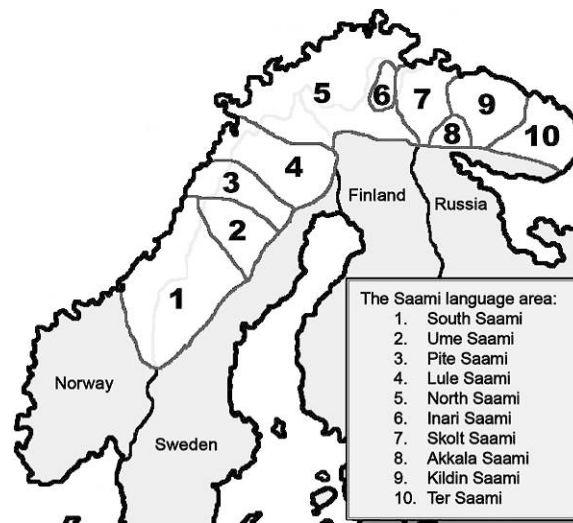 5
6
7
9
8
10
4
3
2
1
Finland
Russia
Norway
Sweden
The Saami language area:
1. South Saami
2. Ume Saami
3. Pite Saami
4. Lule Saami
5. North Saami
6. Inari Saami
7. Skolt Saami
8. Akkala Saami
9. Kildin Saami
10. Ter Saami